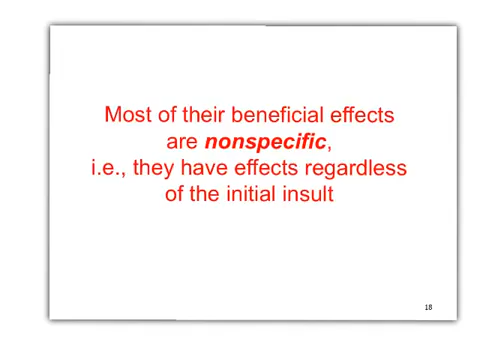 Most of their beneficial effects
are nonspecific,
i.e., they have effects regardless
of the initial insult
18